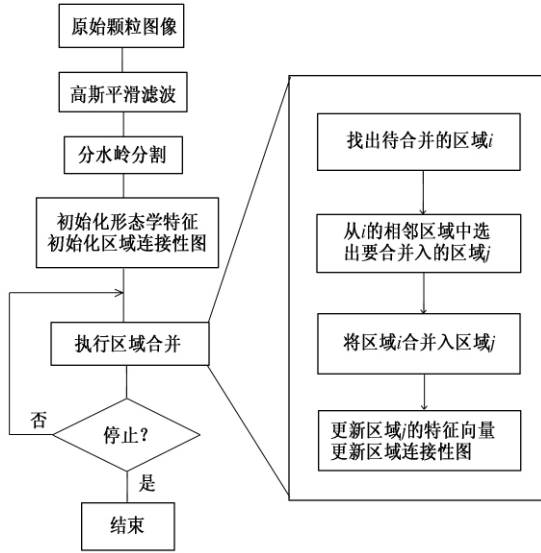 原始颗粒图像
高斯平滑滤波
分水岭分割
初始化形态学特征
初始化区域连接性图
执行区域合并
停止?
否
是
结束
找出待合并的区域i
从i的相邻区域中选
出要合并入的区域j
将区域i合并入区域j
更新区域j的特征向量
更新区域连接性图